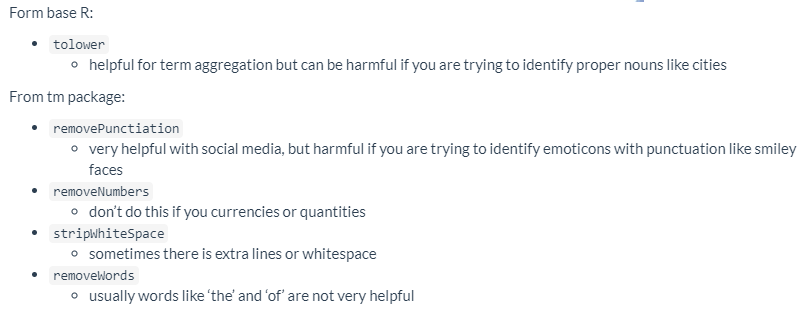 Form base R:
tolower
helpful for term aggregation but can be harmful if you are trying to identify proper nouns like cities
From tm package:
removePunctiation
very helpful with social media, but harmful if you are trying to identify emoticons with punctuation like smiley
faces
removeNumbers
don't do this if you currencies or quantities
stripWhiteSpace
sometimes there is extra lines or whitespace
removeWords
usually words like 'the' and 'of' are not very helpful